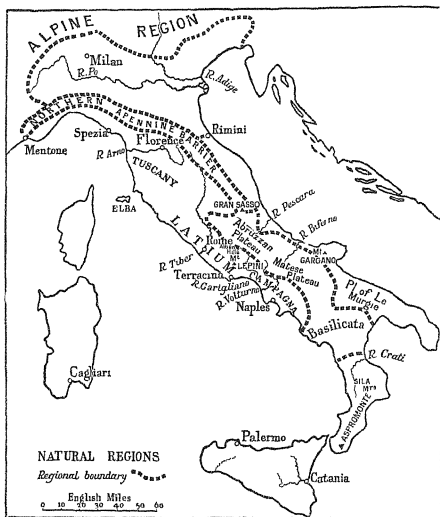 ALPINE REGION
Milan
R. Po
R. Adige
NORTHERN APENNINE BARRIER
Spezia
Florence
Rimini
Mentone
R. Arno
TUSCANY
ELBA
GRAN SASSO
R. Pescara
Abruzzan
Plateau
R. Biferno
LATIUM
Rome
Mt
GARGANO
R. Tiber
LEPINI
Matese
Plateau
Terracina
R. Garigliano
CAMPAGNA
R. Volturno
Pl. of Le
Murgie
Naples
Basilicata
R. Crati
Cagliari
SILA
Mts
ASPROMONTE
Palermo
Catania
NATURAL REGIONS
Regional boundary
English Miles
0 10 20 40 60